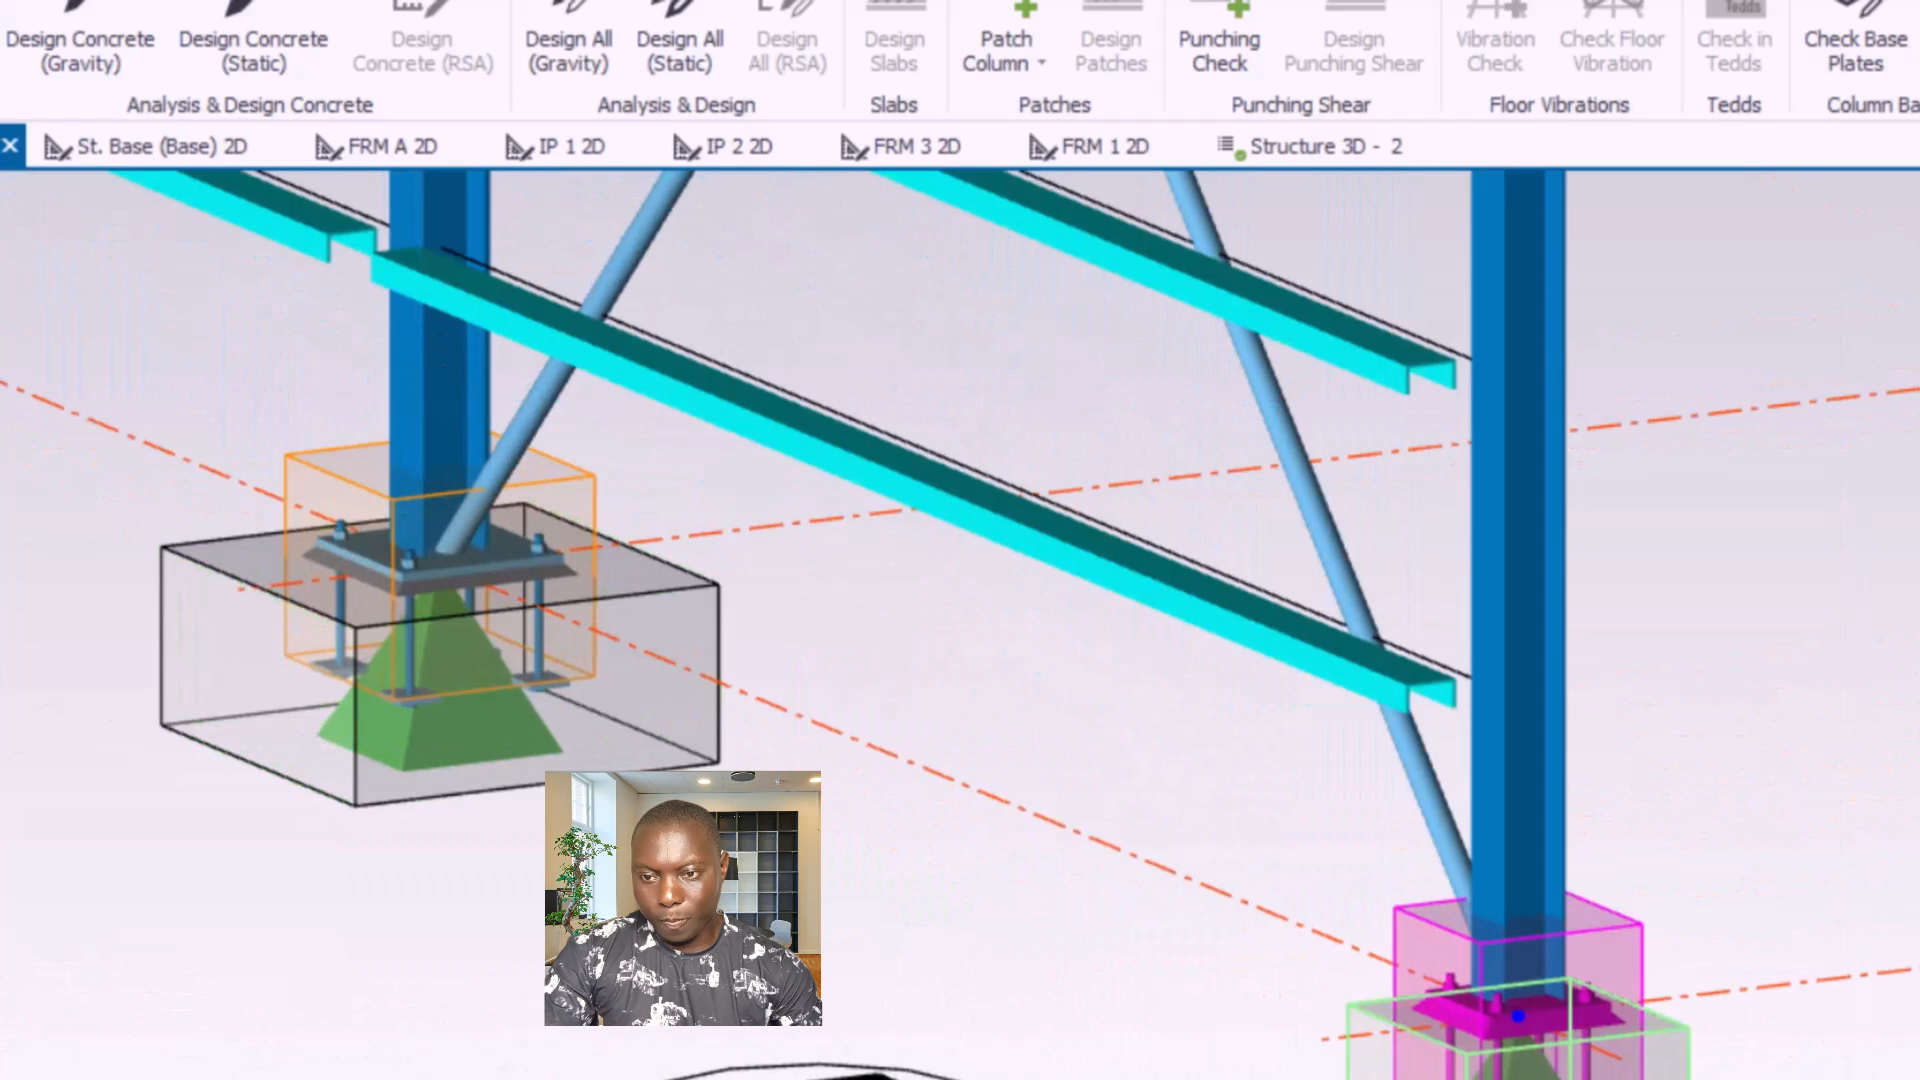 Tedds
Design Concrete (Gravity)
Design Concrete (Static)
Design Concrete (RSA)
Design All (Gravity)
Design All (Static)
Design All (RSA)
Design Slabs
Patch Column
Design Patches
Punching Check
Design Punching Shear
Vibration Check
Check Floor Vibration
Check in Tedds
Check Base Plates
Analysis & Design Concrete
Analysis & Design
Slabs
Patches
Punching Shear
Floor Vibrations
Tedds
Column Ba
St. Base (Base) 2D
FRM A 2D
IP 1 2D
IP 2 2D
FRM 3 2D
FRM 1 2D
Structure 3D - 2